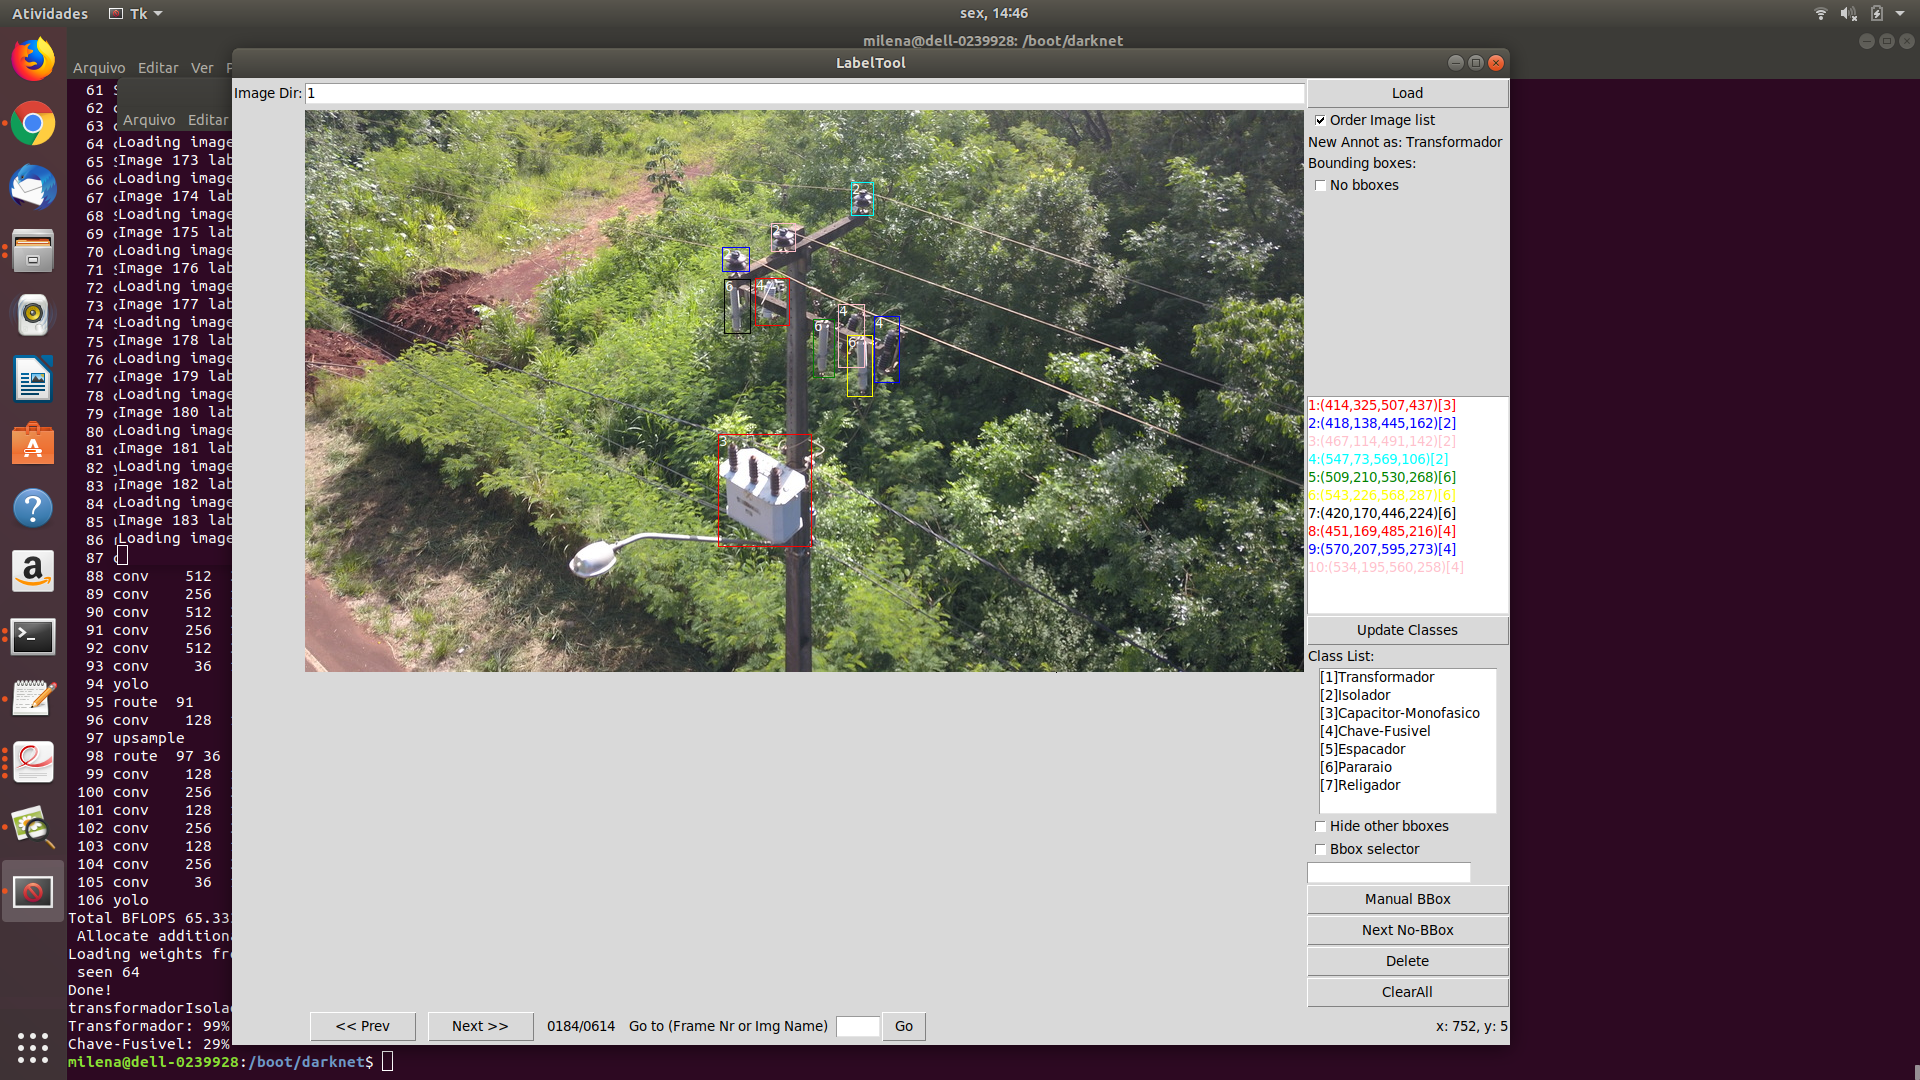 Atividades
Tk
sex, 14:46
milena@dell-0239928: /boot/darknet
Arquivo Editar Ver
LabelTool
Image Dir: 1
Load
Arquivo Editar
Order Image list
New Annot as: Transformador
Bounding boxes:
No bboxes
61
62
63
64 Loading image
65 Image 173 lab
66 Loading image
67 Image 174 lab
68 Loading image
69 Image 175 lab
70 Loading image
71 Image 176 lab
72 Loading image
73 Image 177 lab
74 Loading image
75 Image 178 lab
76 Loading image
77 Image 179 lab
78 Loading image
79 Image 180 lab
80 Loading image
81 Image 181 lab
82 Loading image
83 Image 182 lab
84 Loading image
85 Image 183 lab
86 Loading image
87
88 conv 512
89 conv 256
90 conv 512
91 conv 256
92 conv 512
93 conv 36
94 yolo
95 route 91
96 conv 128
97 upsample
98 route 97 36
99 conv 128
100 conv 256
101 conv 128
102 conv 256
103 conv 128
104 conv 256
105 conv 36
106 yolo
Total BFLOPS 65.33
Allocate additiona
Loading weights fr
seen 64
Done!
transformadorIsola
Transformador: 99%
Chave-Fusivel: 29%
milena@dell-0239928:/boot/darknet$
2
2
2
6
4
6
4
4
6
3
1:(414,325,507,437)[3]
2:(418,138,445,162)[2]
3:(467,114,491,142)[2]
4:(547,73,569,106)[2]
5:(509,210,530,268)[6]
6:(543,226,568,287)[6]
7:(420,170,446,224)[6]
8:(451,169,485,216)[4]
9:(570,207,595,273)[4]
10:(534,195,560,258)[4]
Update Classes
Class List:
[1]Transformador
[2]Isolador
[3]Capacitor-Monofasico
[4]Chave-Fusivel
[5]Espacador
[6]Pararaio
[7]Religador
Hide other bboxes
Bbox selector
Manual BBox
Next No-BBox
Delete
ClearAll
<< Prev
Next >>
0184/0614
Go to (Frame Nr or Img Name)
Go
x: 752, y: 5